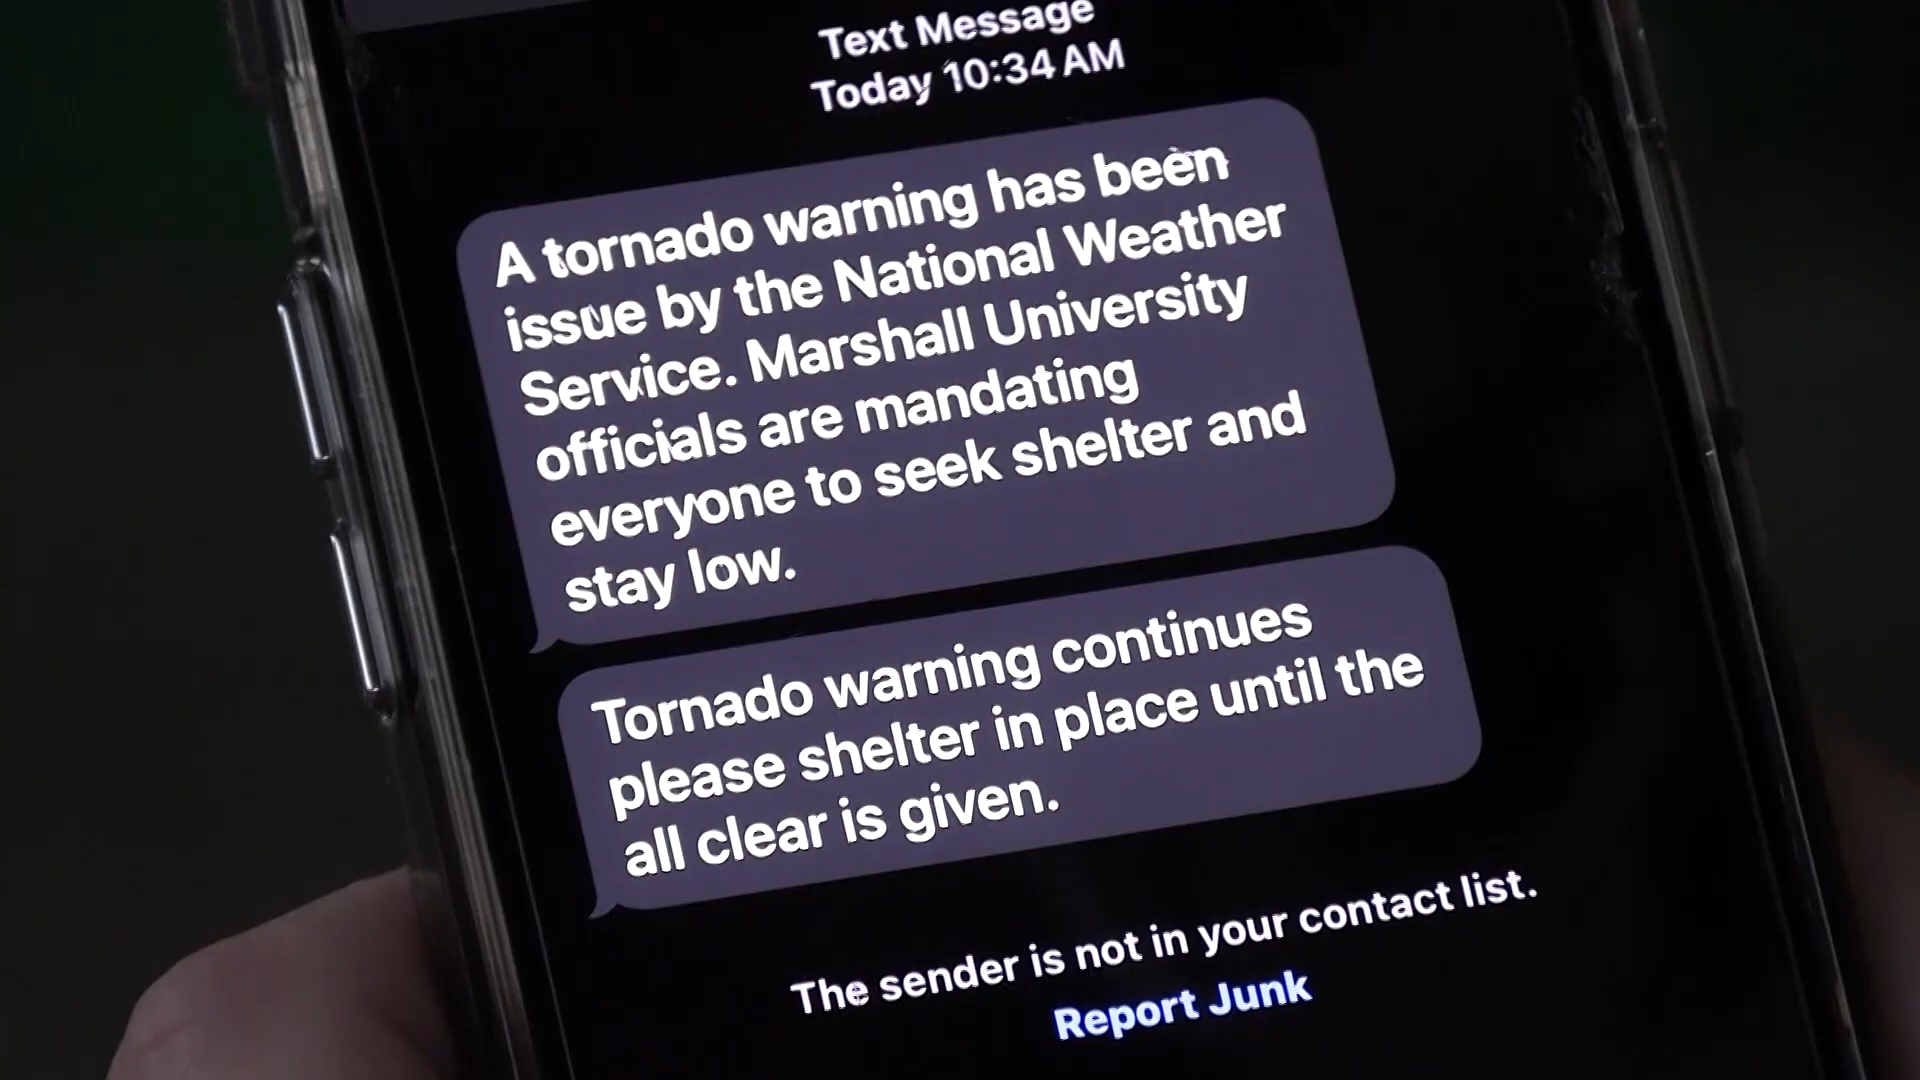 Text Message
Today 10:34 AM
A tornado warning has been
issue by the National Weather
Service. Marshall University
officials are mandating
everyone to seek shelter and
stay low.
Tornado warning continues
please shelter in place until the
all clear is given.
The sender is not in your contact list.
Report Junk